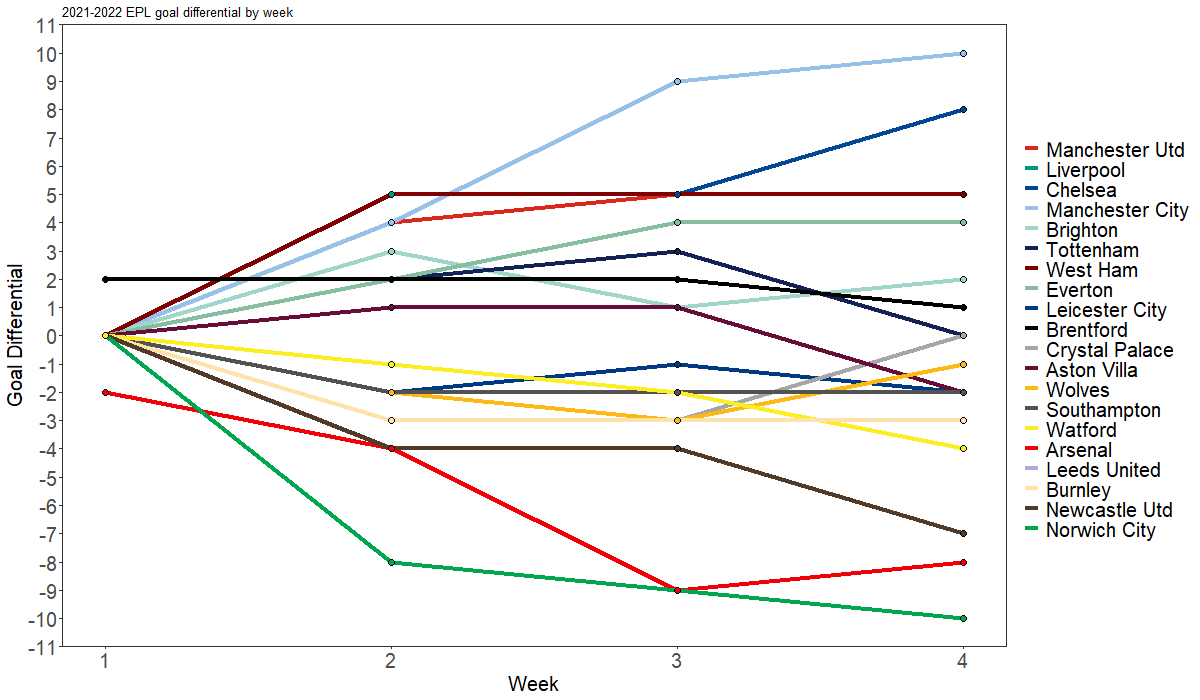 2021-2022 EPL goal differential by week
11
10
9
8
7
6
5
4
3
2
1
0
-1
-2
-3
-4
-5
-6
-7
-8
-9
-10
-11
Goal Differential
1 2 3 4
Week
Manchester Utd
Liverpool
Chelsea
Manchester City
Brighton
Tottenham
West Ham
Everton
Leicester City
Brentford
Crystal Palace
Aston Villa
Wolves
Southampton
Watford
Arsenal
Leeds United
Burnley
Newcastle Utd
Norwich City